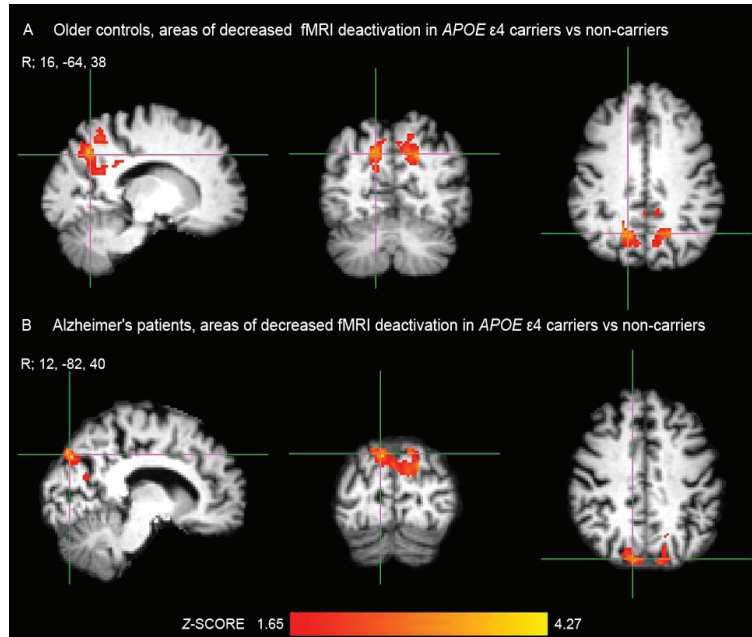 A Older controls, areas of decreased fMRI deactivation in APOE ε4 carriers vs non-carriers
R; 16, -64, 38
B Alzheimer's patients, areas of decreased fMRI deactivation in APOE ε4 carriers vs non-carriers
R; 12, -82, 40
Z-SCORE 1.65 4.27